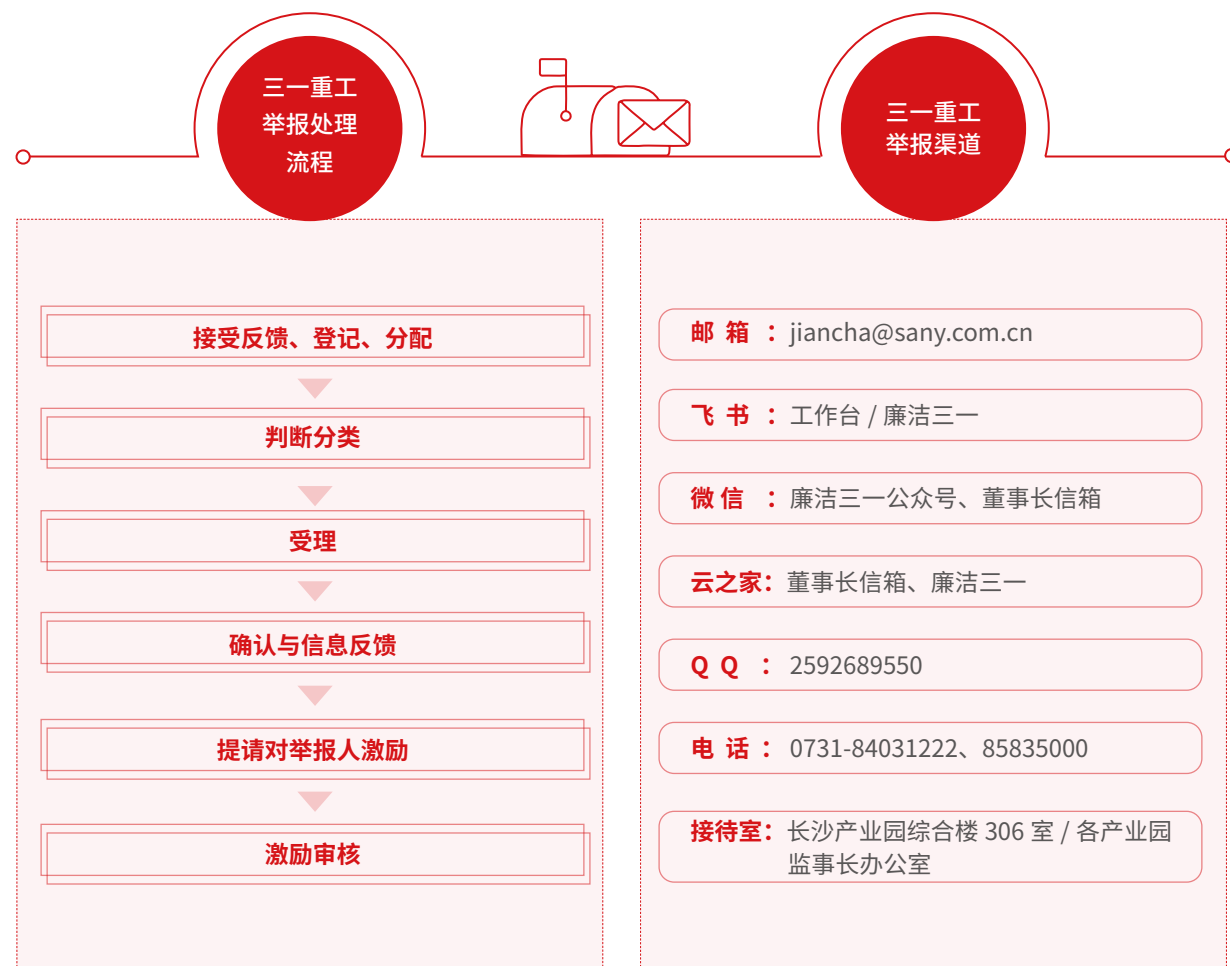 三一重工
举报处理
流程
接受反馈、登记、分配
判断分类
受理
确认与信息反馈
提请对举报人激励
激励审核
三一重工
举报渠道
邮 箱 ：jiancha@sany.com.cn
飞 书 ：工作台 / 廉洁三一
微 信 ：廉洁三一公众号、董事长信箱
云之家：董事长信箱、廉洁三一
Q Q ：2592689550
电 话 ：0731-84031222、85835000
接待室：长沙产业园综合楼 306 室 / 各产业园
监事长办公室